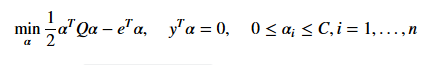 min_α 1/2 α^T Qα − e^T α,   y^T α = 0,   0 ≤ α_i ≤ C, i = 1, . . . , n